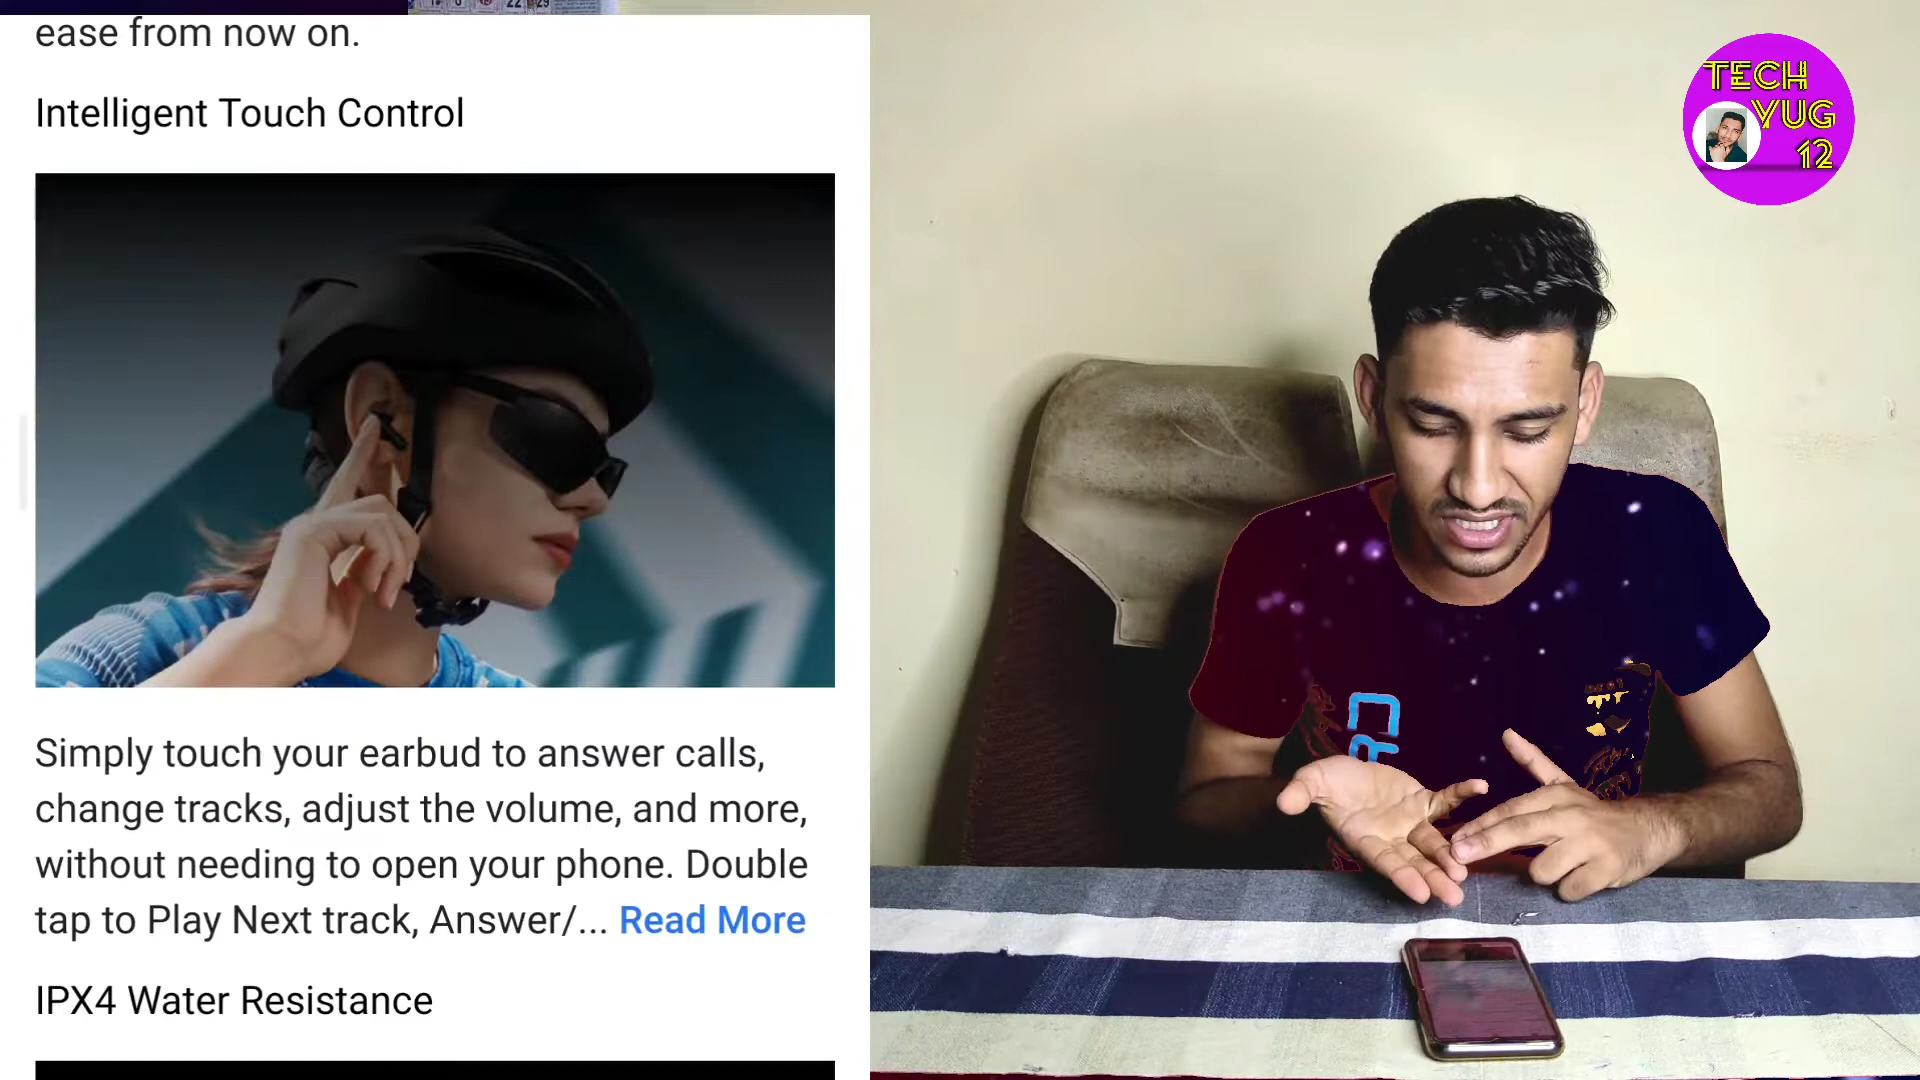 22 29
ease from now on.
Intelligent Touch Control
Simply touch your earbud to answer calls,
change tracks, adjust the volume, and more,
without needing to open your phone. Double
tap to Play Next track, Answer/... Read More
IPX4 Water Resistance
TECH
YUG
12